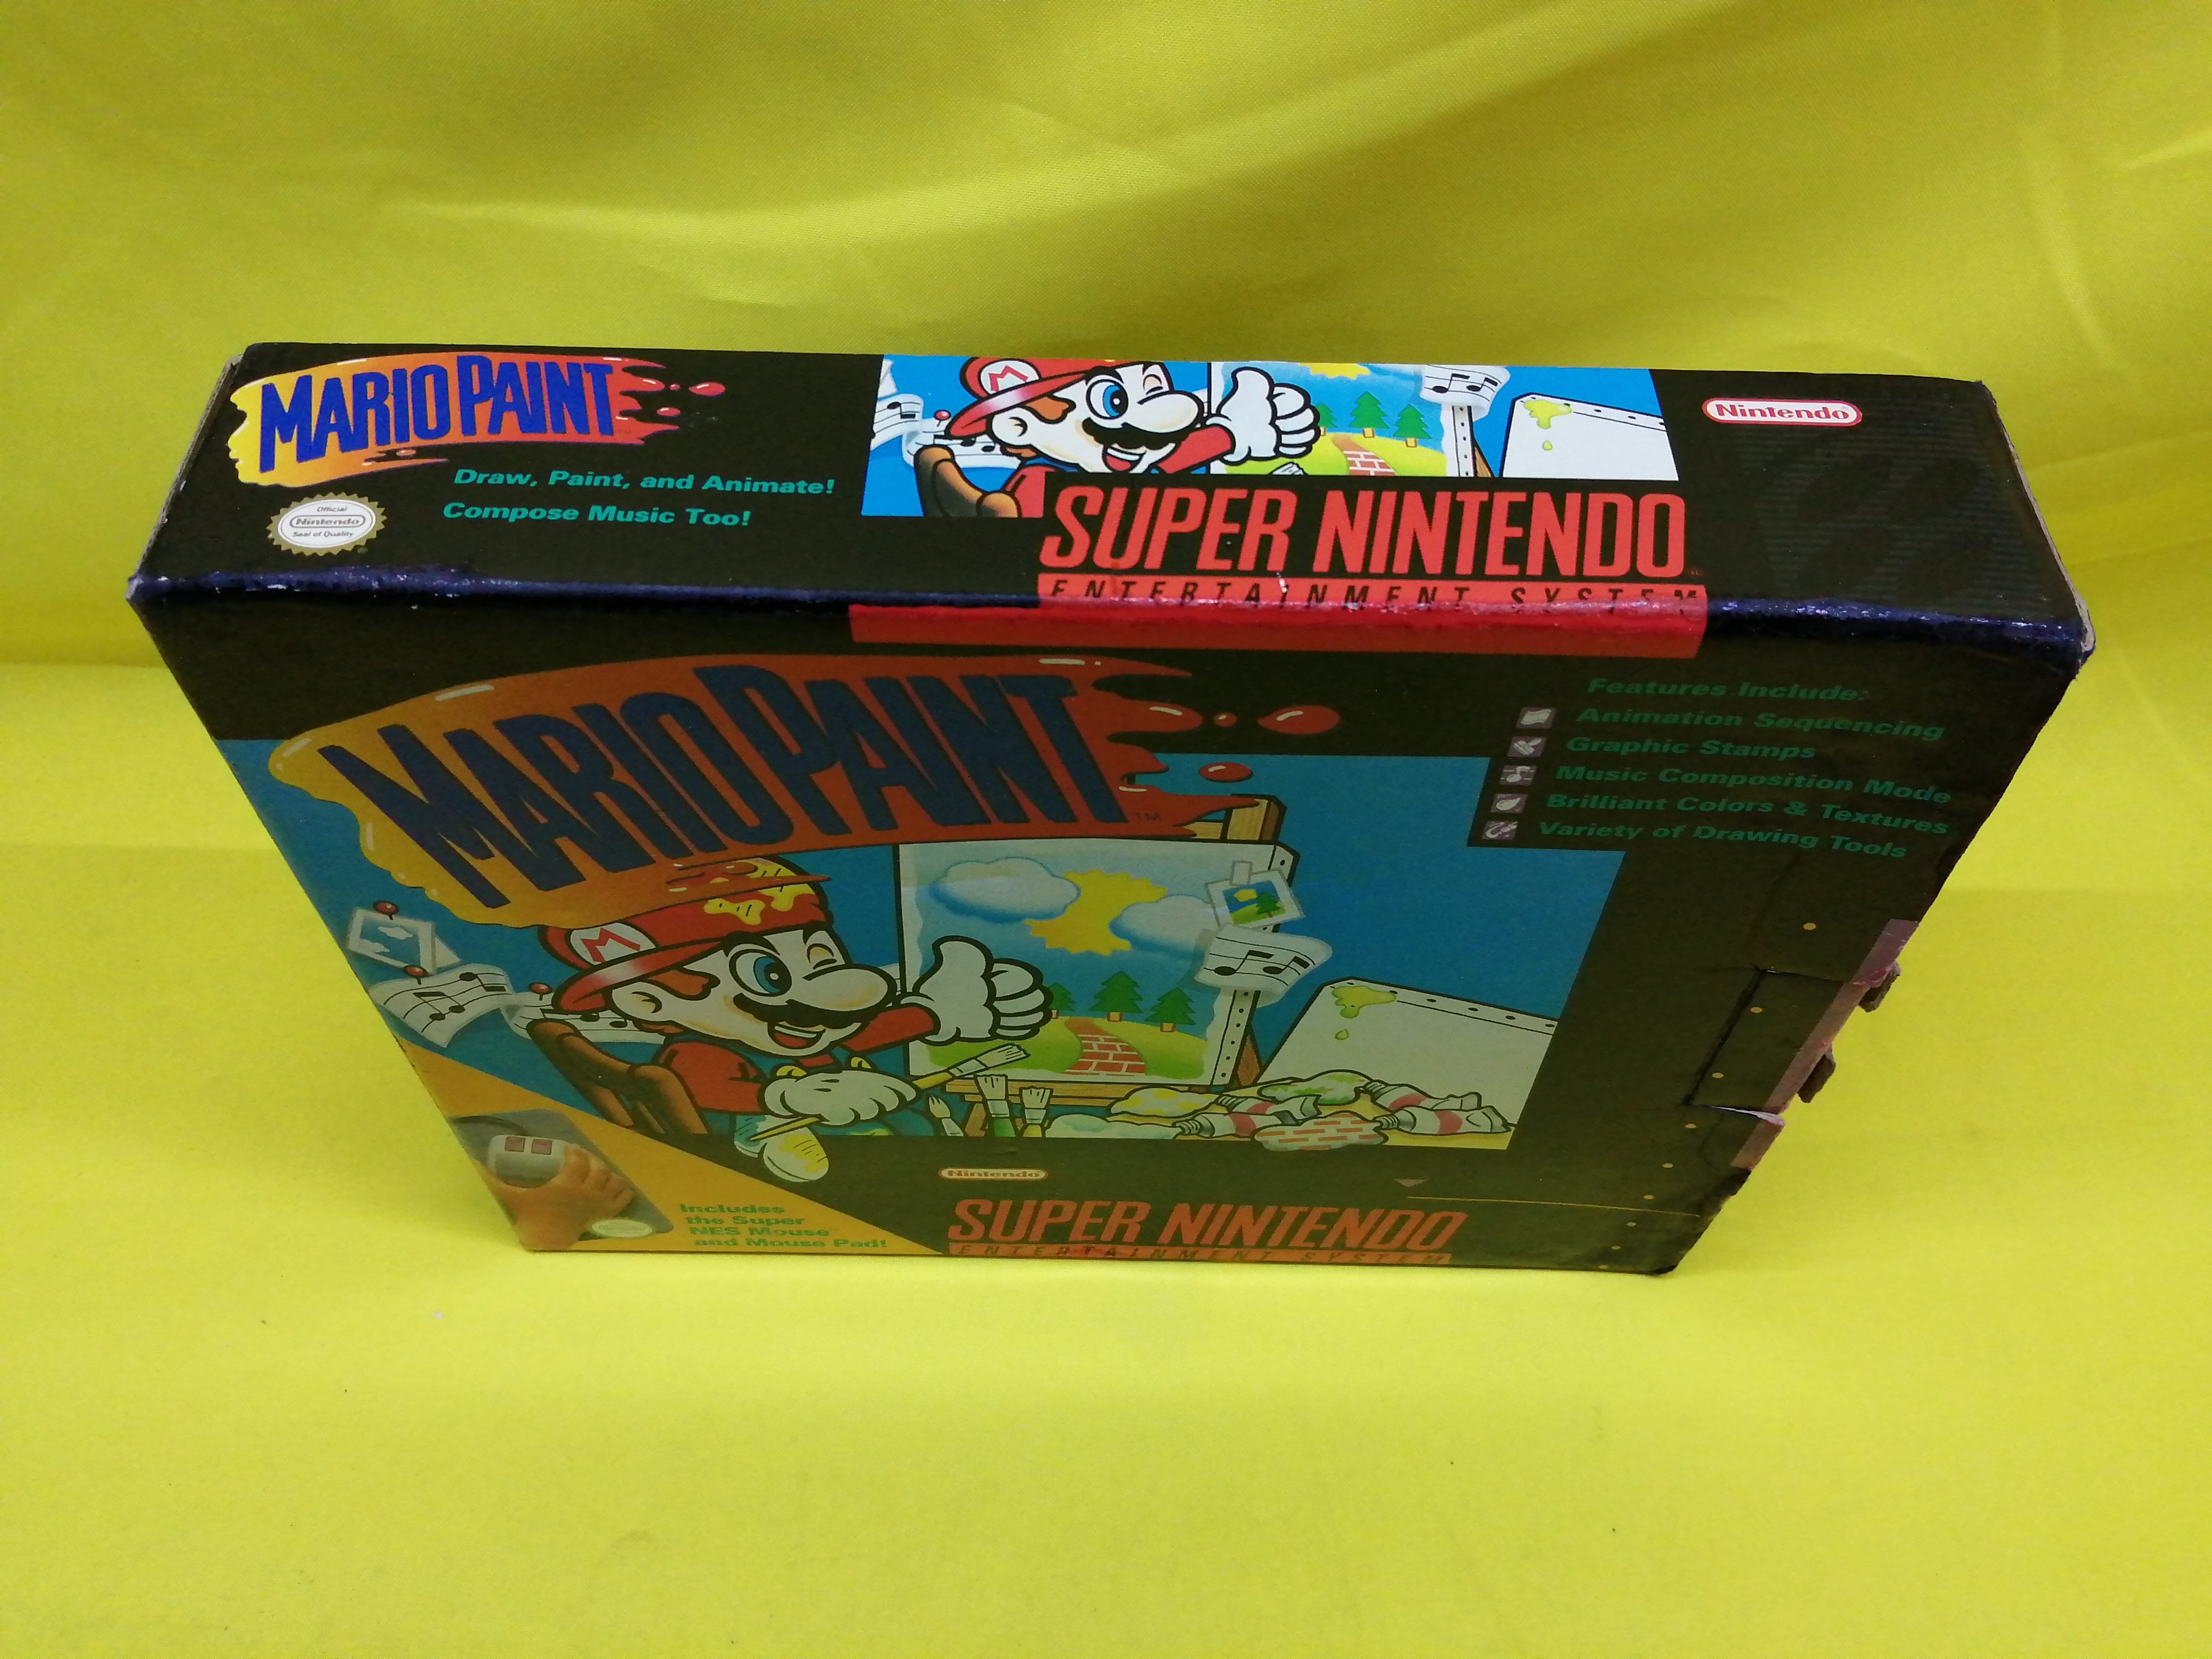 MARIO PAINT
Draw, Paint, and Animate!
Compose Music Too!
Official
Nintendo
Seal of Quality
M
Nintendo
SUPER NINTENDO
ENTERTAINMENT SYSTEM
MARIO PAINT
TM
Features Include:
Animation Sequencing
Graphic Stamps
Music Composition Mode
Brilliant Colors & Textures
Variety of Drawing Tools
M
Includes
the Super
NES Mouse™
and Mouse Pad!
Nintendo
SUPER NINTENDO
ENTERTAINMENT SYSTEM